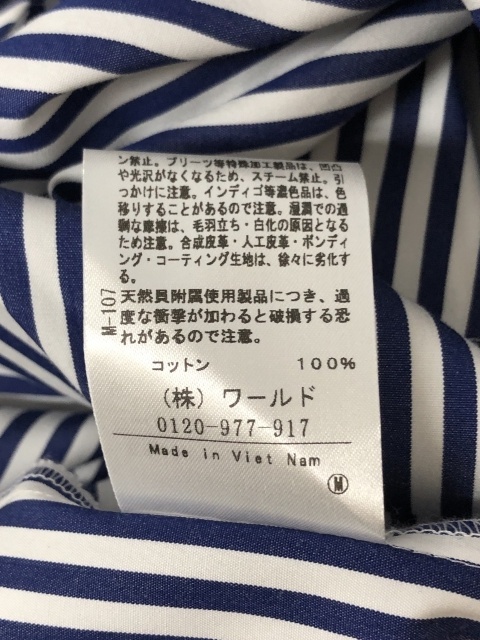 ン禁止。プリーツ等特殊加工製品は、凹凸
や光沢がなくなるため、スチーム禁止。引
っかけに注意。インディゴ等濃色品は、色
移りすることがあるので注意。湿潤での過
剰な摩擦は、毛羽立ち・白化の原因となる
ため注意。合成皮革・人工皮革・ボンディ
ング・コーティング生地は、徐々に劣化す
る。
M-107
天然貝附属使用製品につき、過
度な衝撃が加わると破損する恐
れがあるので注意。
コットン 100%
(株) ワールド
0120-977-917
Made in Viet Nam
M